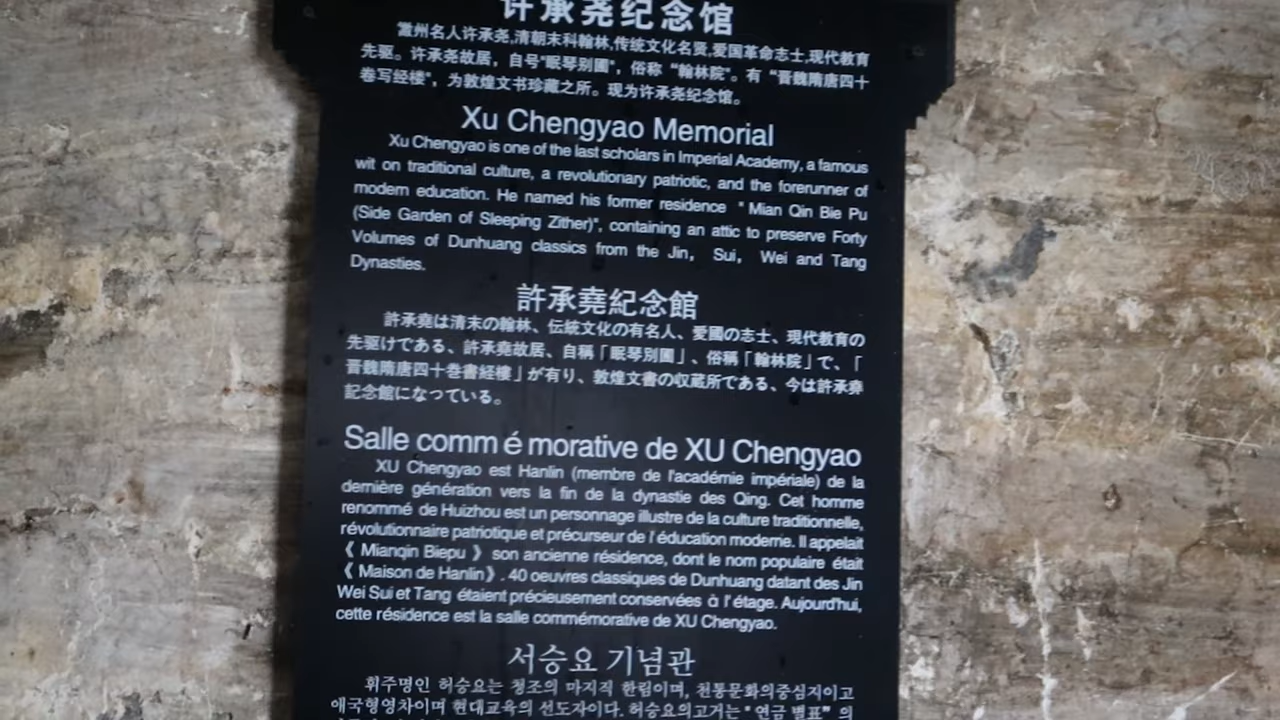 许承尧纪念馆
徽州名人许承尧,清朝末科翰林,传统文化名贤,爱国革命志士,现代教育
先驱。许承尧故居，自号"眠琴别圃"，俗称“翰林院”。有“晋魏隋唐四十
卷写经楼"，为敦煌文书珍藏之所。现为许承尧纪念馆。
Xu Chengyao Memorial
Xu Chengyao is one of the last scholars in Imperial Academy, a famous
wit on traditional culture, a revolutionary patriotic, and the forerunner of
modern education. He named his former residence " Mian Qin Bie Pu
(Side Garden of Sleeping Zither)", containing an attic to preserve Forty
Volumes of Dunhuang classics from the Jin, Sui, Wei and Tang
Dynasties.
許承堯紀念館
許承堯は清末の翰林、伝統文化の有名人、愛國の志士、現代教育の
先駆けである、許承堯故居、自稱「眠琴別圃」、俗稱「翰林院」で、「
晉魏隋唐四十巻書経樓」が有り、敦煌文書の収蔵所である、今は許承堯
記念館になつている。
Salle comm é morative de XU Chengyao
XU Chengyao est Hanlin (membre de l'académie impériale) de la
dernière génération vers la fin de la dynastie des Qing. Cet homme
renommé de Huizhou est un personnage illustre de la culture traditionnelle,
révolutionnaire patriotique et précurseur de l'éducation moderne. Il appelait
《 Mianqin Biepu 》 son ancienne résidence, dont le nom populaire était
《 Maison de Hanlin》. 40 oeuvres classiques de Dunhuang datant des Jin
Wei Sui et Tang étaient précieusement conservées à l'étage. Aujourd'hui,
cette résidence est la salle commémorative de XU Chengyao.
서승요 기념관
휘주명인 허승요는 청조의 마지직 한림이며, 천통문화의중심지이고
애국형영차이며 현대교육의 선도자이다. 허승요의고거는 " 연금 별표" 의